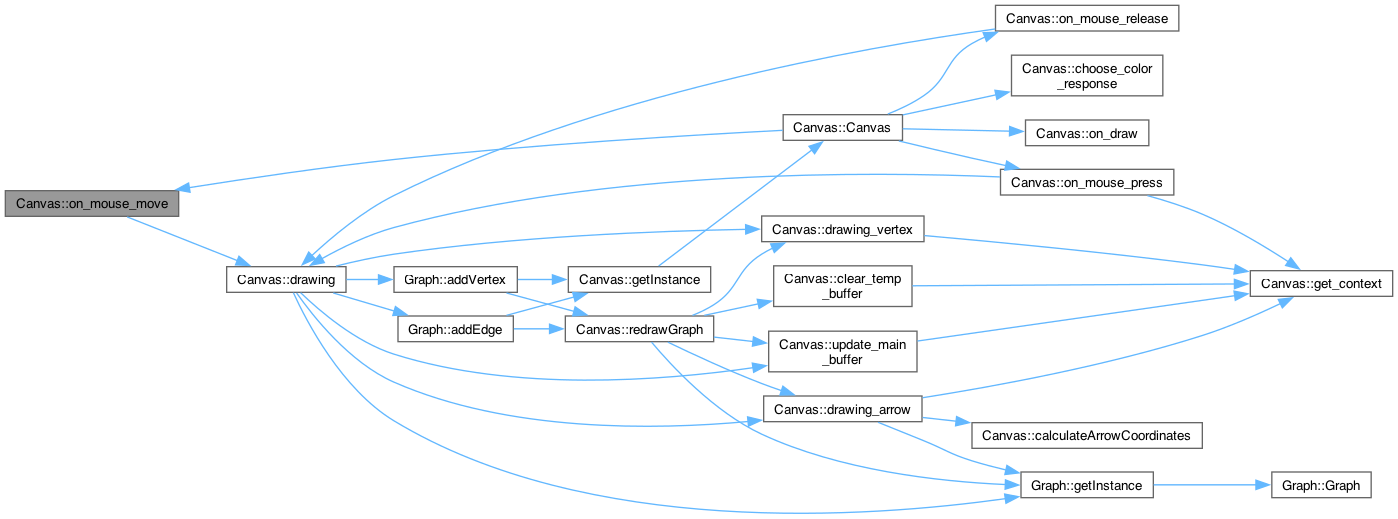 Canvas::on_mouse_release
Canvas::choose_color
_response
Canvas::Canvas
Canvas::on_draw
Canvas::on_mouse_press
Canvas::on_mouse_move
Canvas::drawing_vertex
Canvas::drawing
Graph::addVertex
Canvas::getInstance
Canvas::clear_temp
_buffer
Canvas::get_context
Graph::addEdge
Canvas::redrawGraph
Canvas::update_main
_buffer
Canvas::drawing_arrow
Canvas::calculateArrowCoordinates
Graph::getInstance
Graph::Graph